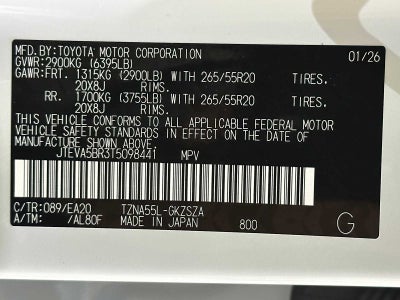 MFD.BY:TOYOTA MOTOR CORPORATION 01/26
GVWR:2900KG (6395LB)
GAWR:FRT. 1315KG (2900LB) WITH 265/55R20 TIRES.
20X8J RIMS.
RR. 1700KG (3755LB) WITH 265/55R20 TIRES.
20X8J RIMS.
THIS VEHICLE CONFORMS TO ALL APPLICABLE FEDERAL MOTOR
VEHICLE SAFETY STANDARDS IN EFFECT ON THE DATE OF
MANUFACTURE SHOWN ABOVE.
JTEVA5BR3T5098441 MPV
C/TR:089/EA20 TZNA55L-GKZSZA
A/TM: /AL80F MADE IN JAPAN 800 G